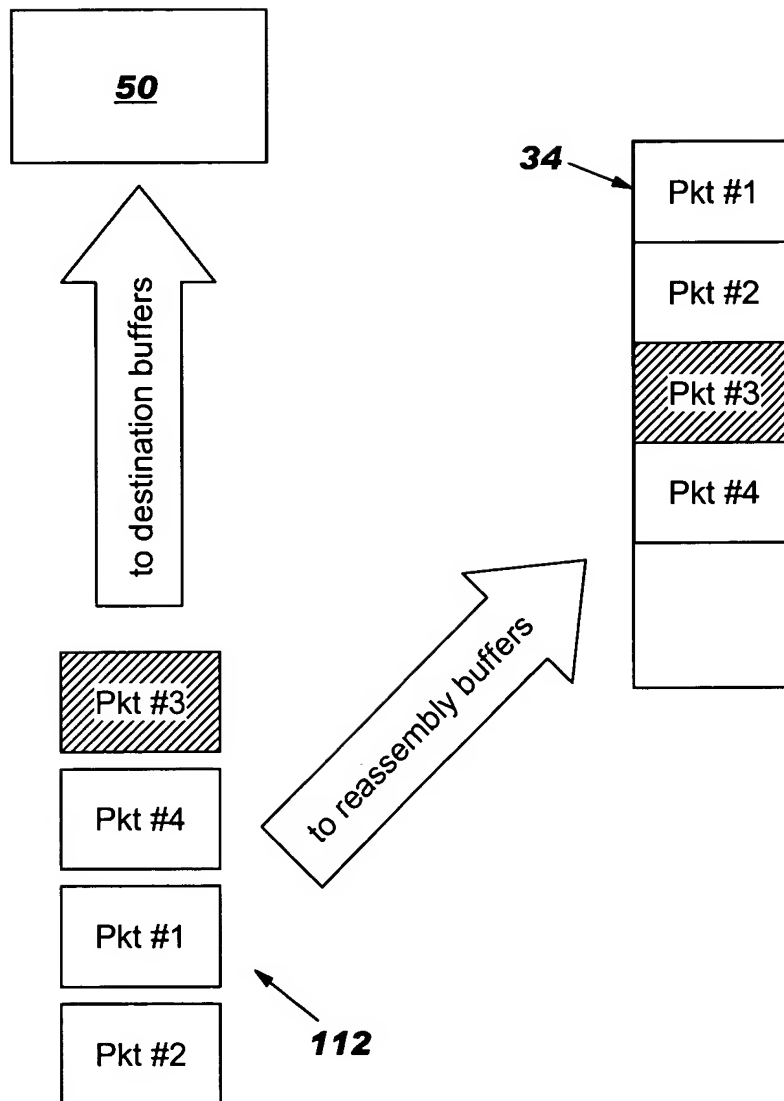 50
34
Pkt #1
Pkt #2
Pkt #3
Pkt #4
to destination buffers
to reassembly buffers
Pkt #3
Pkt #4
Pkt #1
Pkt #2
112